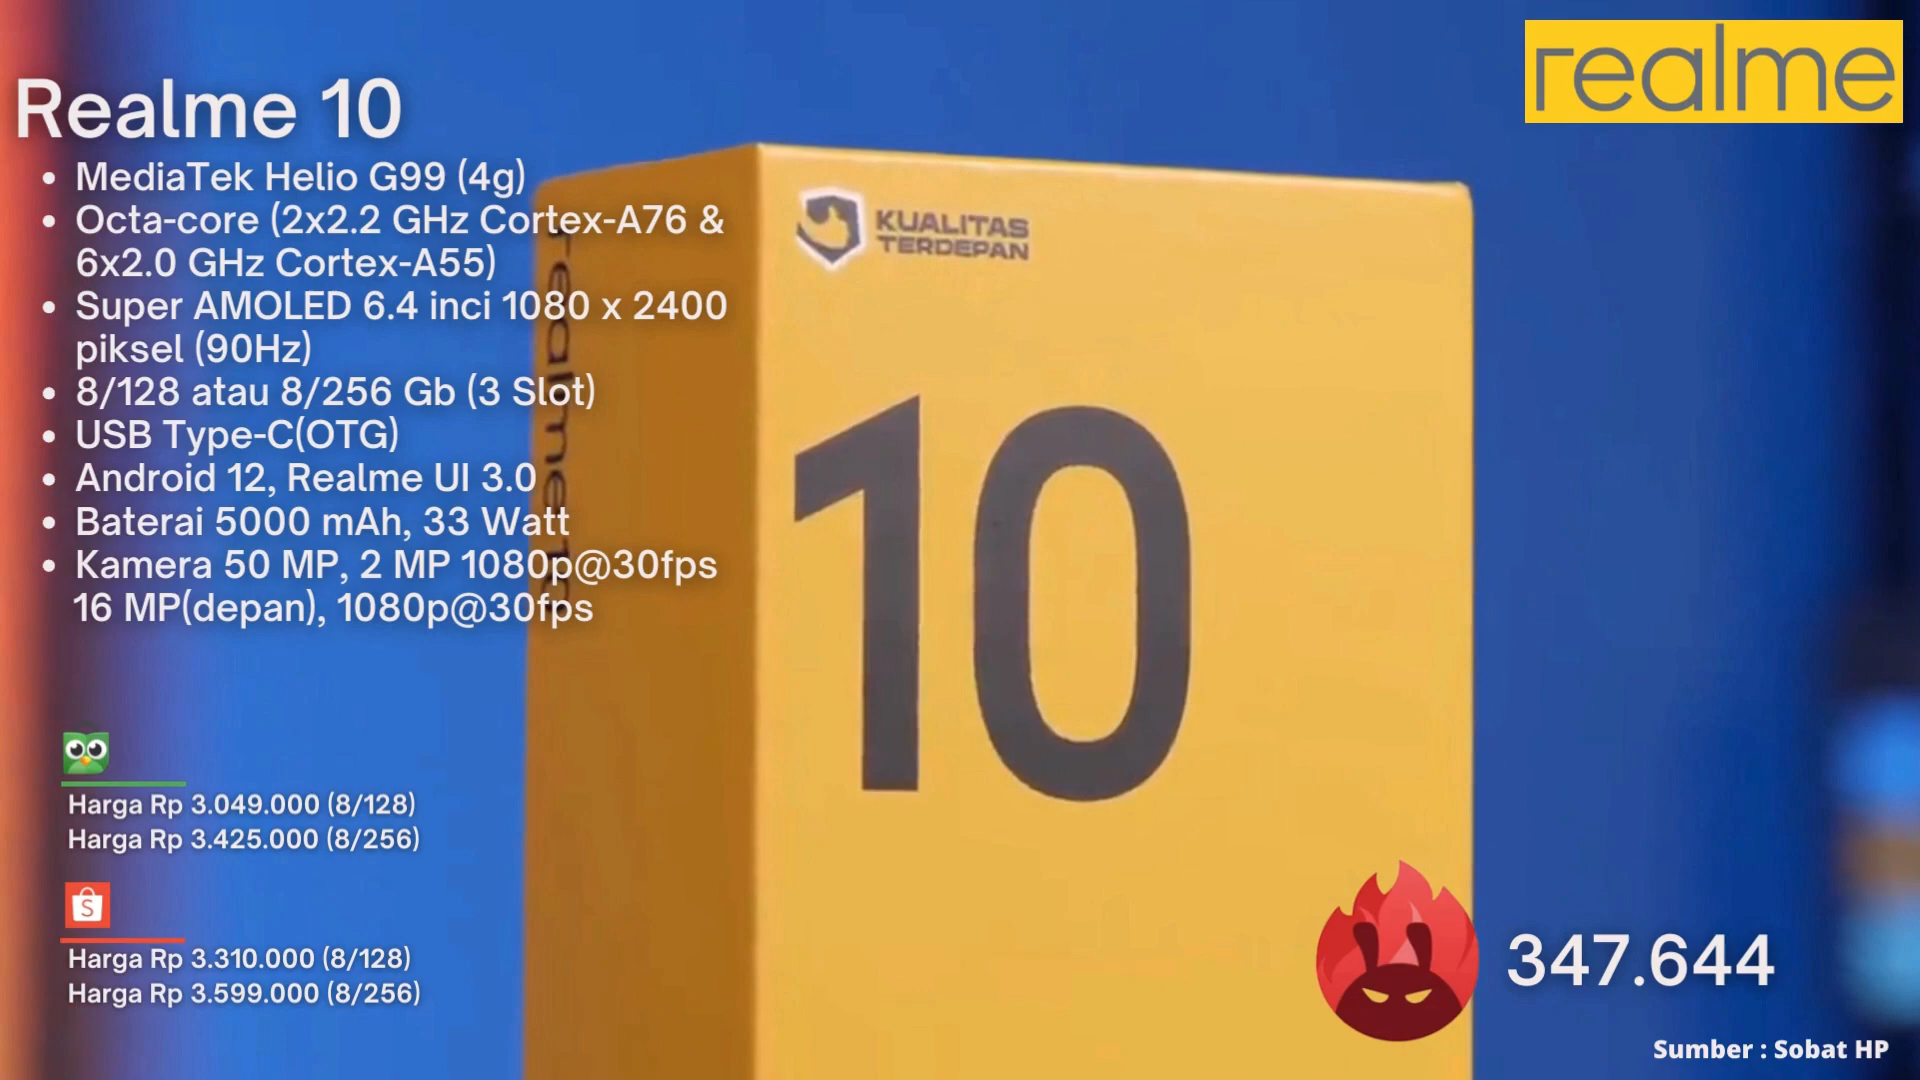 realme
Realme 10
MediaTek Helio G99 (4g)
Octa-core (2x2.2 GHz Cortex-A76 &
6x2.0 GHz Cortex-A55)
Super AMOLED 6.4 inci 1080 x 2400
piksel (90Hz)
8/128 atau 8/256 Gb (3 Slot)
USB Type-C(OTG)
Android 12, Realme UI 3.0
Baterai 5000 mAh, 33 Watt
Kamera 50 MP, 2 MP 1080p@30fps
16 MP(depan), 1080p@30fps
KUALITAS
TERDEPAN
realme 10
10
Harga Rp 3.049.000 (8/128)
Harga Rp 3.425.000 (8/256)
S
Harga Rp 3.310.000 (8/128)
Harga Rp 3.599.000 (8/256)
347.644
Sumber : Sobat HP